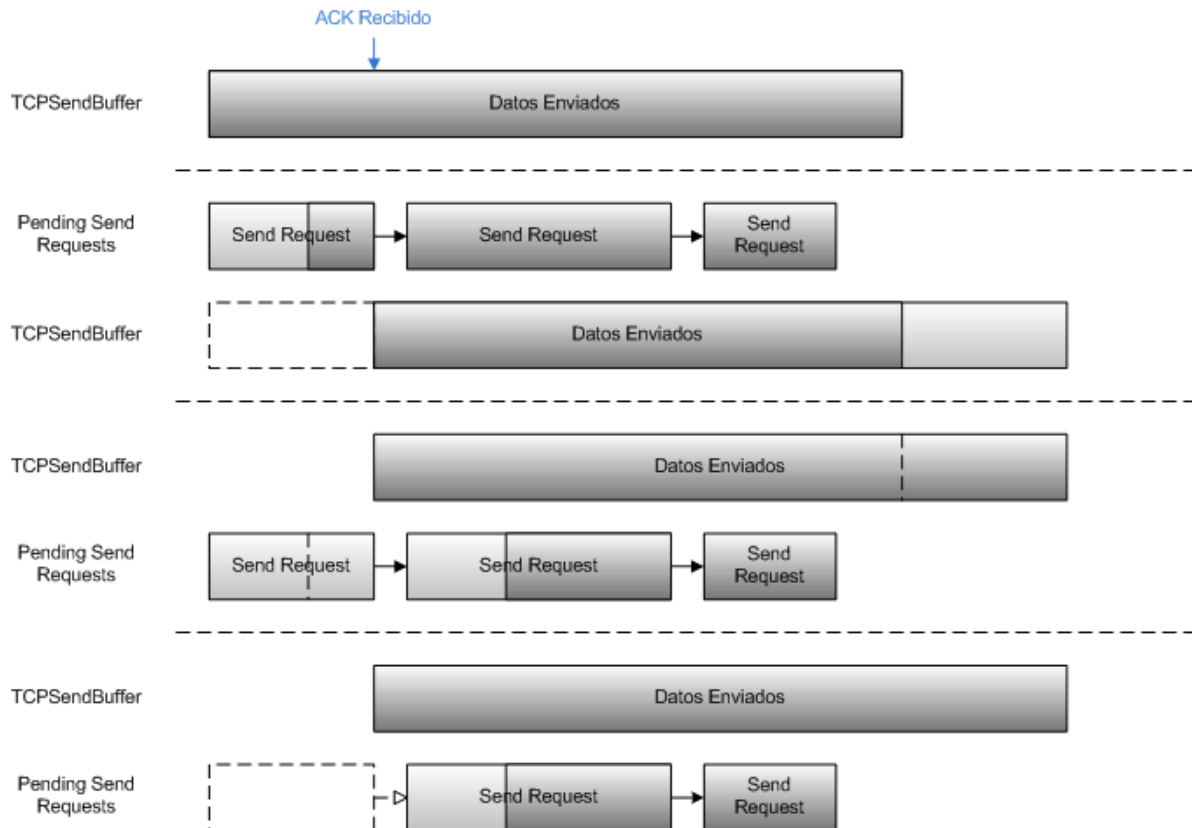 ACK Recibido
TCPSendBuffer
Datos Enviados
Pending Send
Requests
Send Request
Send Request
Send
Request
TCPSendBuffer
Datos Enviados
TCPSendBuffer
Datos Enviados
Pending Send
Requests
Send Request
Send Request
Send
Request
TCPSendBuffer
Datos Enviados
Pending Send
Requests
Send Request
Send
Request